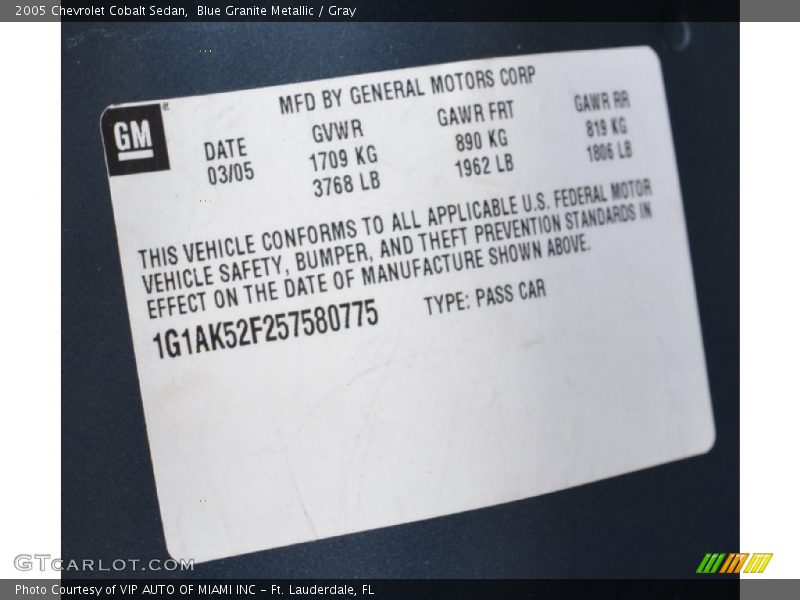 2005 Chevrolet Cobalt Sedan, Blue Granite Metallic / Gray
MFD BY GENERAL MOTORS CORP
GM
DATE GVWR GAWR FRT GAWR RR
03/05 1709 KG 890 KG 819 KG
3768 LB 1962 LB 1806 LB
THIS VEHICLE CONFORMS TO ALL APPLICABLE U.S. FEDERAL MOTOR
VEHICLE SAFETY, BUMPER, AND THEFT PREVENTION STANDARDS IN
EFFECT ON THE DATE OF MANUFACTURE SHOWN ABOVE.
1G1AK52F257580775 TYPE: PASS CAR
GTCARLOT.COM
Photo Courtesy of VIP AUTO OF MIAMI INC - Ft. Lauderdale, FL